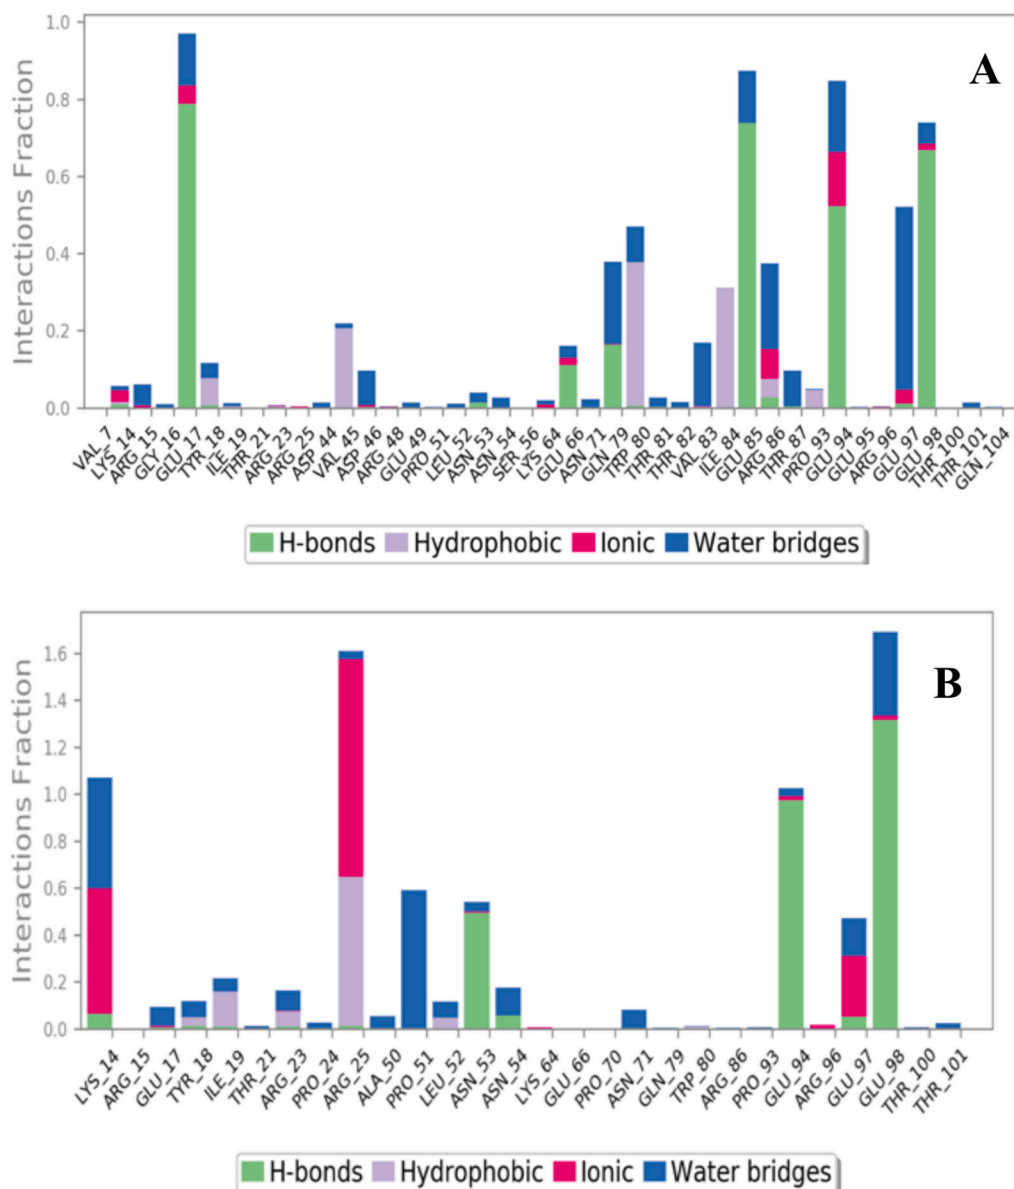 A
Interactions Fraction
1.0
0.8
0.6
0.4
0.2
0.0
VAL_7 LYS_14 ARG_15 GLY_16 GLU_17 TYR_18 ILE_19 THR_21 ARG_23 ARG_25 ASP_44 VAL_45 ASP_46 ARG_48 GLU_49 PRO_51 LEU_52 ASN_53 ASN_54 SER_56 LYS_64 GLU_66 ASN_71 GLN_79 TRP_80 THR_81 THR_82 VAL_83 ILE_84 GLU_85 ARG_86 THR_87 PRO_93 GLU_94 GLU_95 ARG_96 GLU_97 GLU_98 THR_100 THR_101 GLN_104
H-bonds Hydrophobic Ionic Water bridges
B
Interactions Fraction
1.6
1.4
1.2
1.0
0.8
0.6
0.4
0.2
0.0
LYS_14 ARG_15 GLU_17 TYR_18 ILE_19 THR_21 ARG_23 PRO_24 ARG_25 ALA_50 PRO_51 LEU_52 ASN_53 ASN_54 LYS_64 GLU_66 PRO_70 ASN_71 GLN_79 TRP_80 ARG_86 PRO_93 GLU_94 ARG_96 GLU_97 GLU_98 THR_100 THR_101
H-bonds Hydrophobic Ionic Water bridges